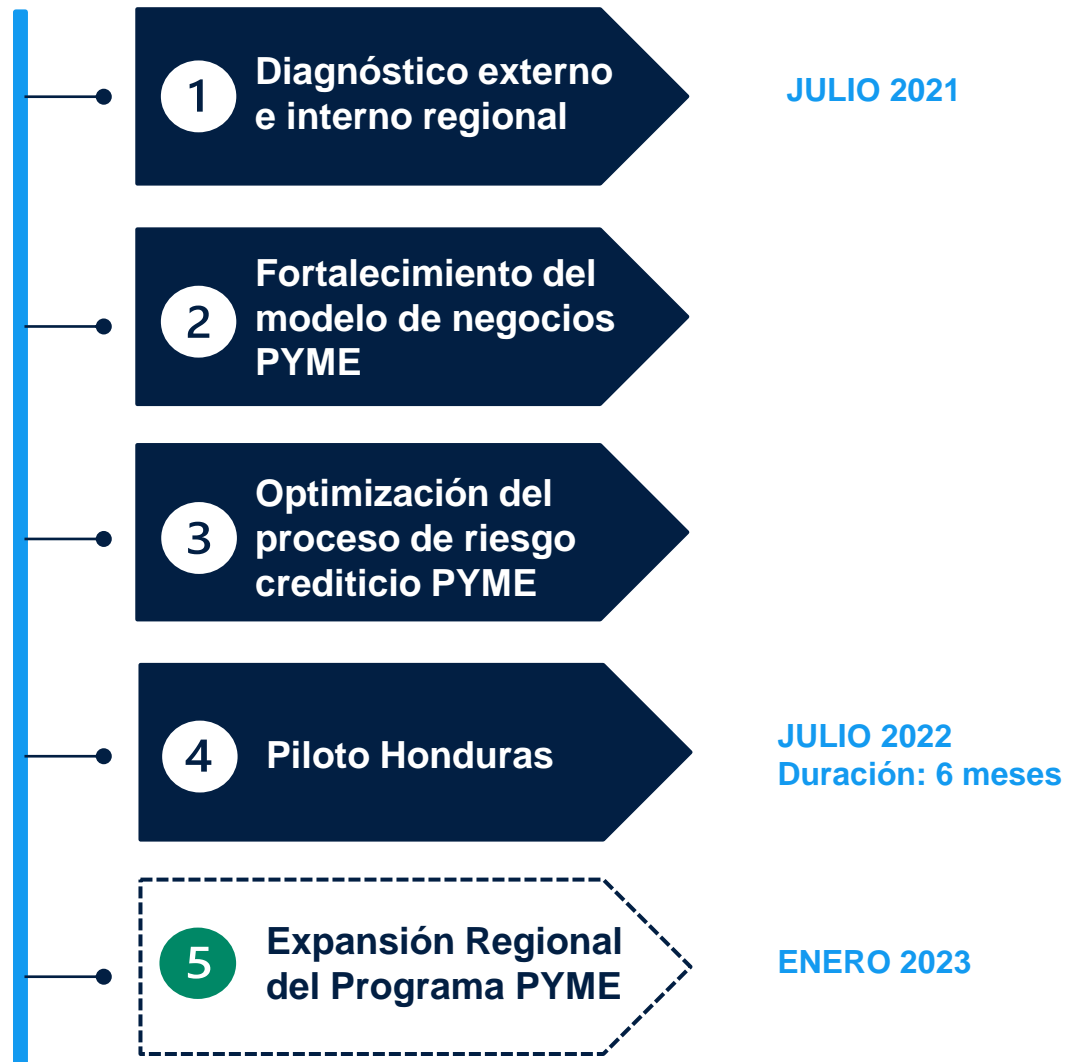 1
Diagnóstico externo
e interno regional
JULIO 2021
2
Fortalecimiento del
modelo de negocios
PYME
3
Optimización del
proceso de riesgo
crediticio PYME
4
Piloto Honduras
JULIO 2022
Duración: 6 meses
5
Expansión Regional
del Programa PYME
ENERO 2023